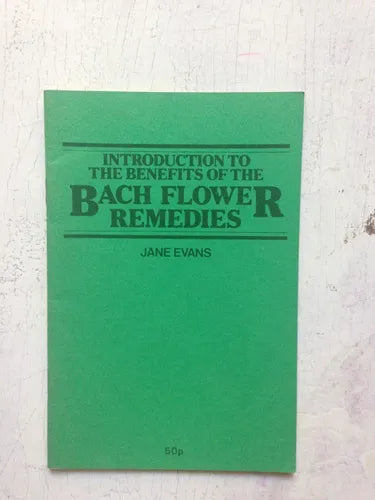 INTRODUCTION TO
THE BENEFITS OF THE
BACH FLOWER
REMEDIES
JANE EVANS
50p